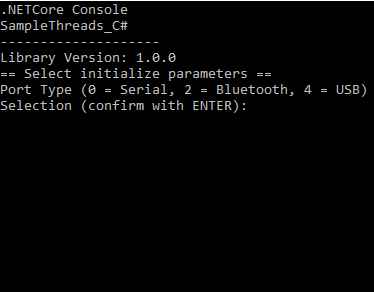 .NETCore Console
SampleThreads_C#
--------------------
Library Version: 1.0.0
== Select initialize parameters ==
Port Type (0 = Serial, 2 = Bluetooth, 4 = USB)
Selection (confirm with ENTER):